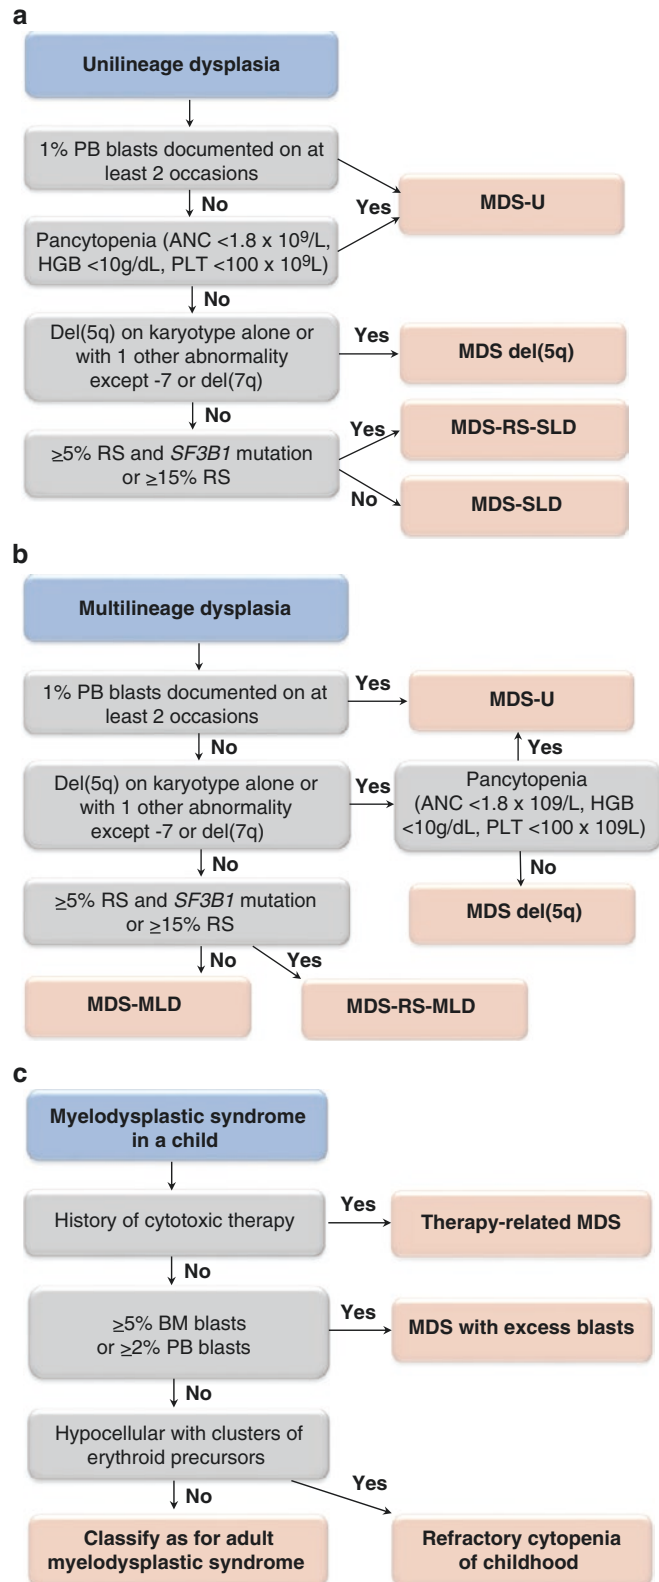 a
Unilineage dysplasia
1% PB blasts documented on at
least 2 occasions
No
Yes
MDS-U
Pancytopenia (ANC <1.8 x 10⁹/L,
HGB <10g/dL, PLT <100 x 10⁹L)
No
Del(5q) on karyotype alone or
with 1 other abnormality
except -7 or del(7q)
Yes
MDS del(5q)
No
≥5% RS and SF3B1 mutation
or ≥15% RS
Yes
MDS-RS-SLD
No
MDS-SLD
b
Multilineage dysplasia
1% PB blasts documented on at
least 2 occasions
Yes
MDS-U
No
Yes
Del(5q) on karyotype alone or
with 1 other abnormality
except -7 or del(7q)
Yes
Pancytopenia
(ANC <1.8 x 109/L, HGB
<10g/dL, PLT <100 x 109L)
No
No
MDS del(5q)
≥5% RS and SF3B1 mutation
or ≥15% RS
No
Yes
MDS-MLD
MDS-RS-MLD
c
Myelodysplastic syndrome
in a child
History of cytotoxic therapy
Yes
Therapy-related MDS
No
≥5% BM blasts
or ≥2% PB blasts
Yes
MDS with excess blasts
No
Hypocellular with clusters of
erythroid precursors
No
Yes
Classify as for adult
myelodysplastic syndrome
Refractory cytopenia
of childhood